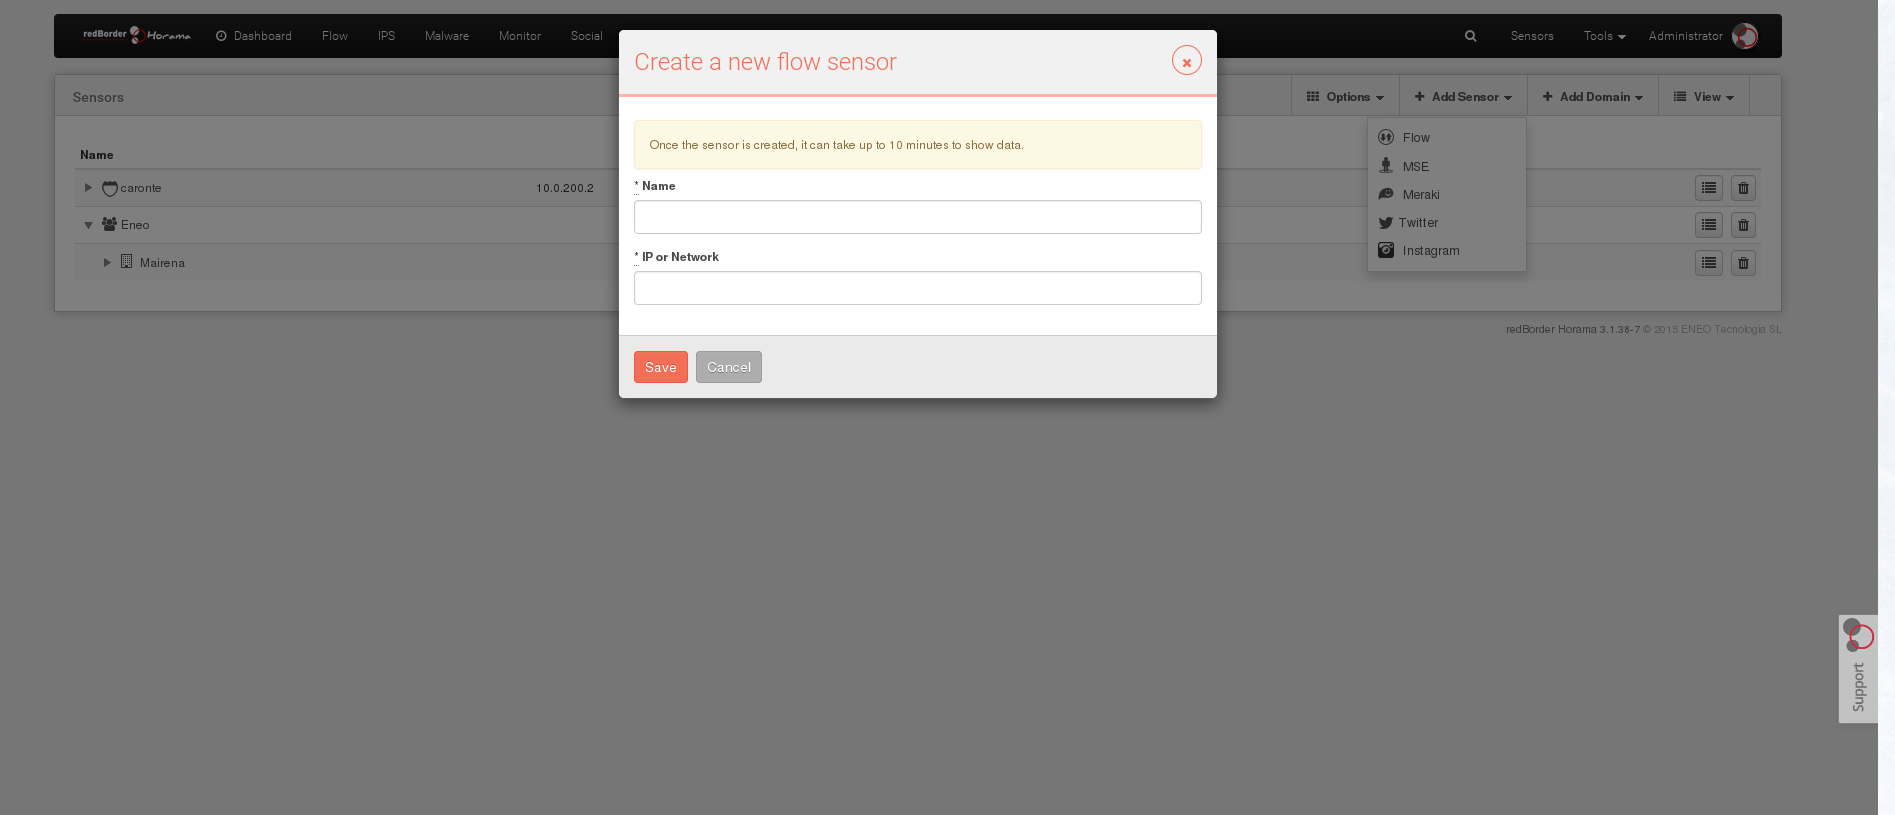 redBorder Horama Dashboard Flow IPS Malware Monitor Social Sensors Tools Administrator
Create a new flow sensor
Sensors Options Add Sensor Add Domain View
Once the sensor is created, it can take up to 10 minutes to show data.
* Name
* IP or Network
Save Cancel
Name
caronte 10.0.200.2
Eneo
Mairena
Flow
MSE
Meraki
Twitter
Instagram
redBorder Horama 3.1.38-7 © 2015 ENEO Tecnología SL
Support